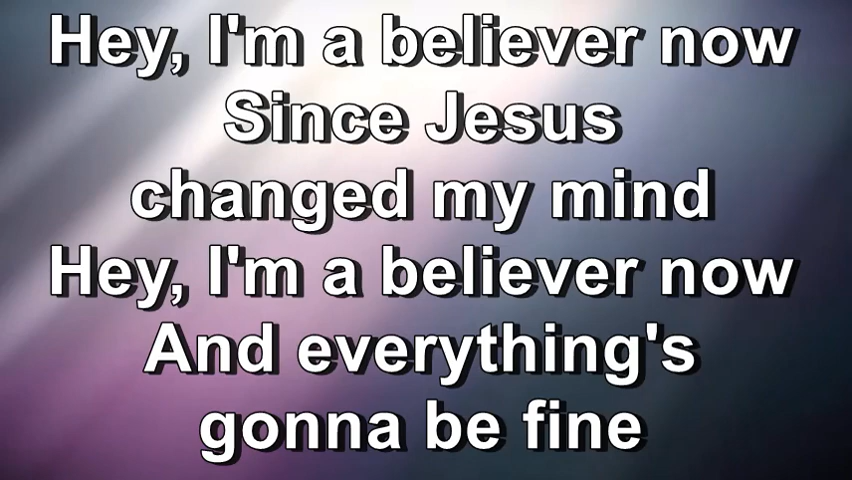 Hey, I'm a believer now
Since Jesus
changed my mind
Hey, I'm a believer now
And everything's
gonna be fine